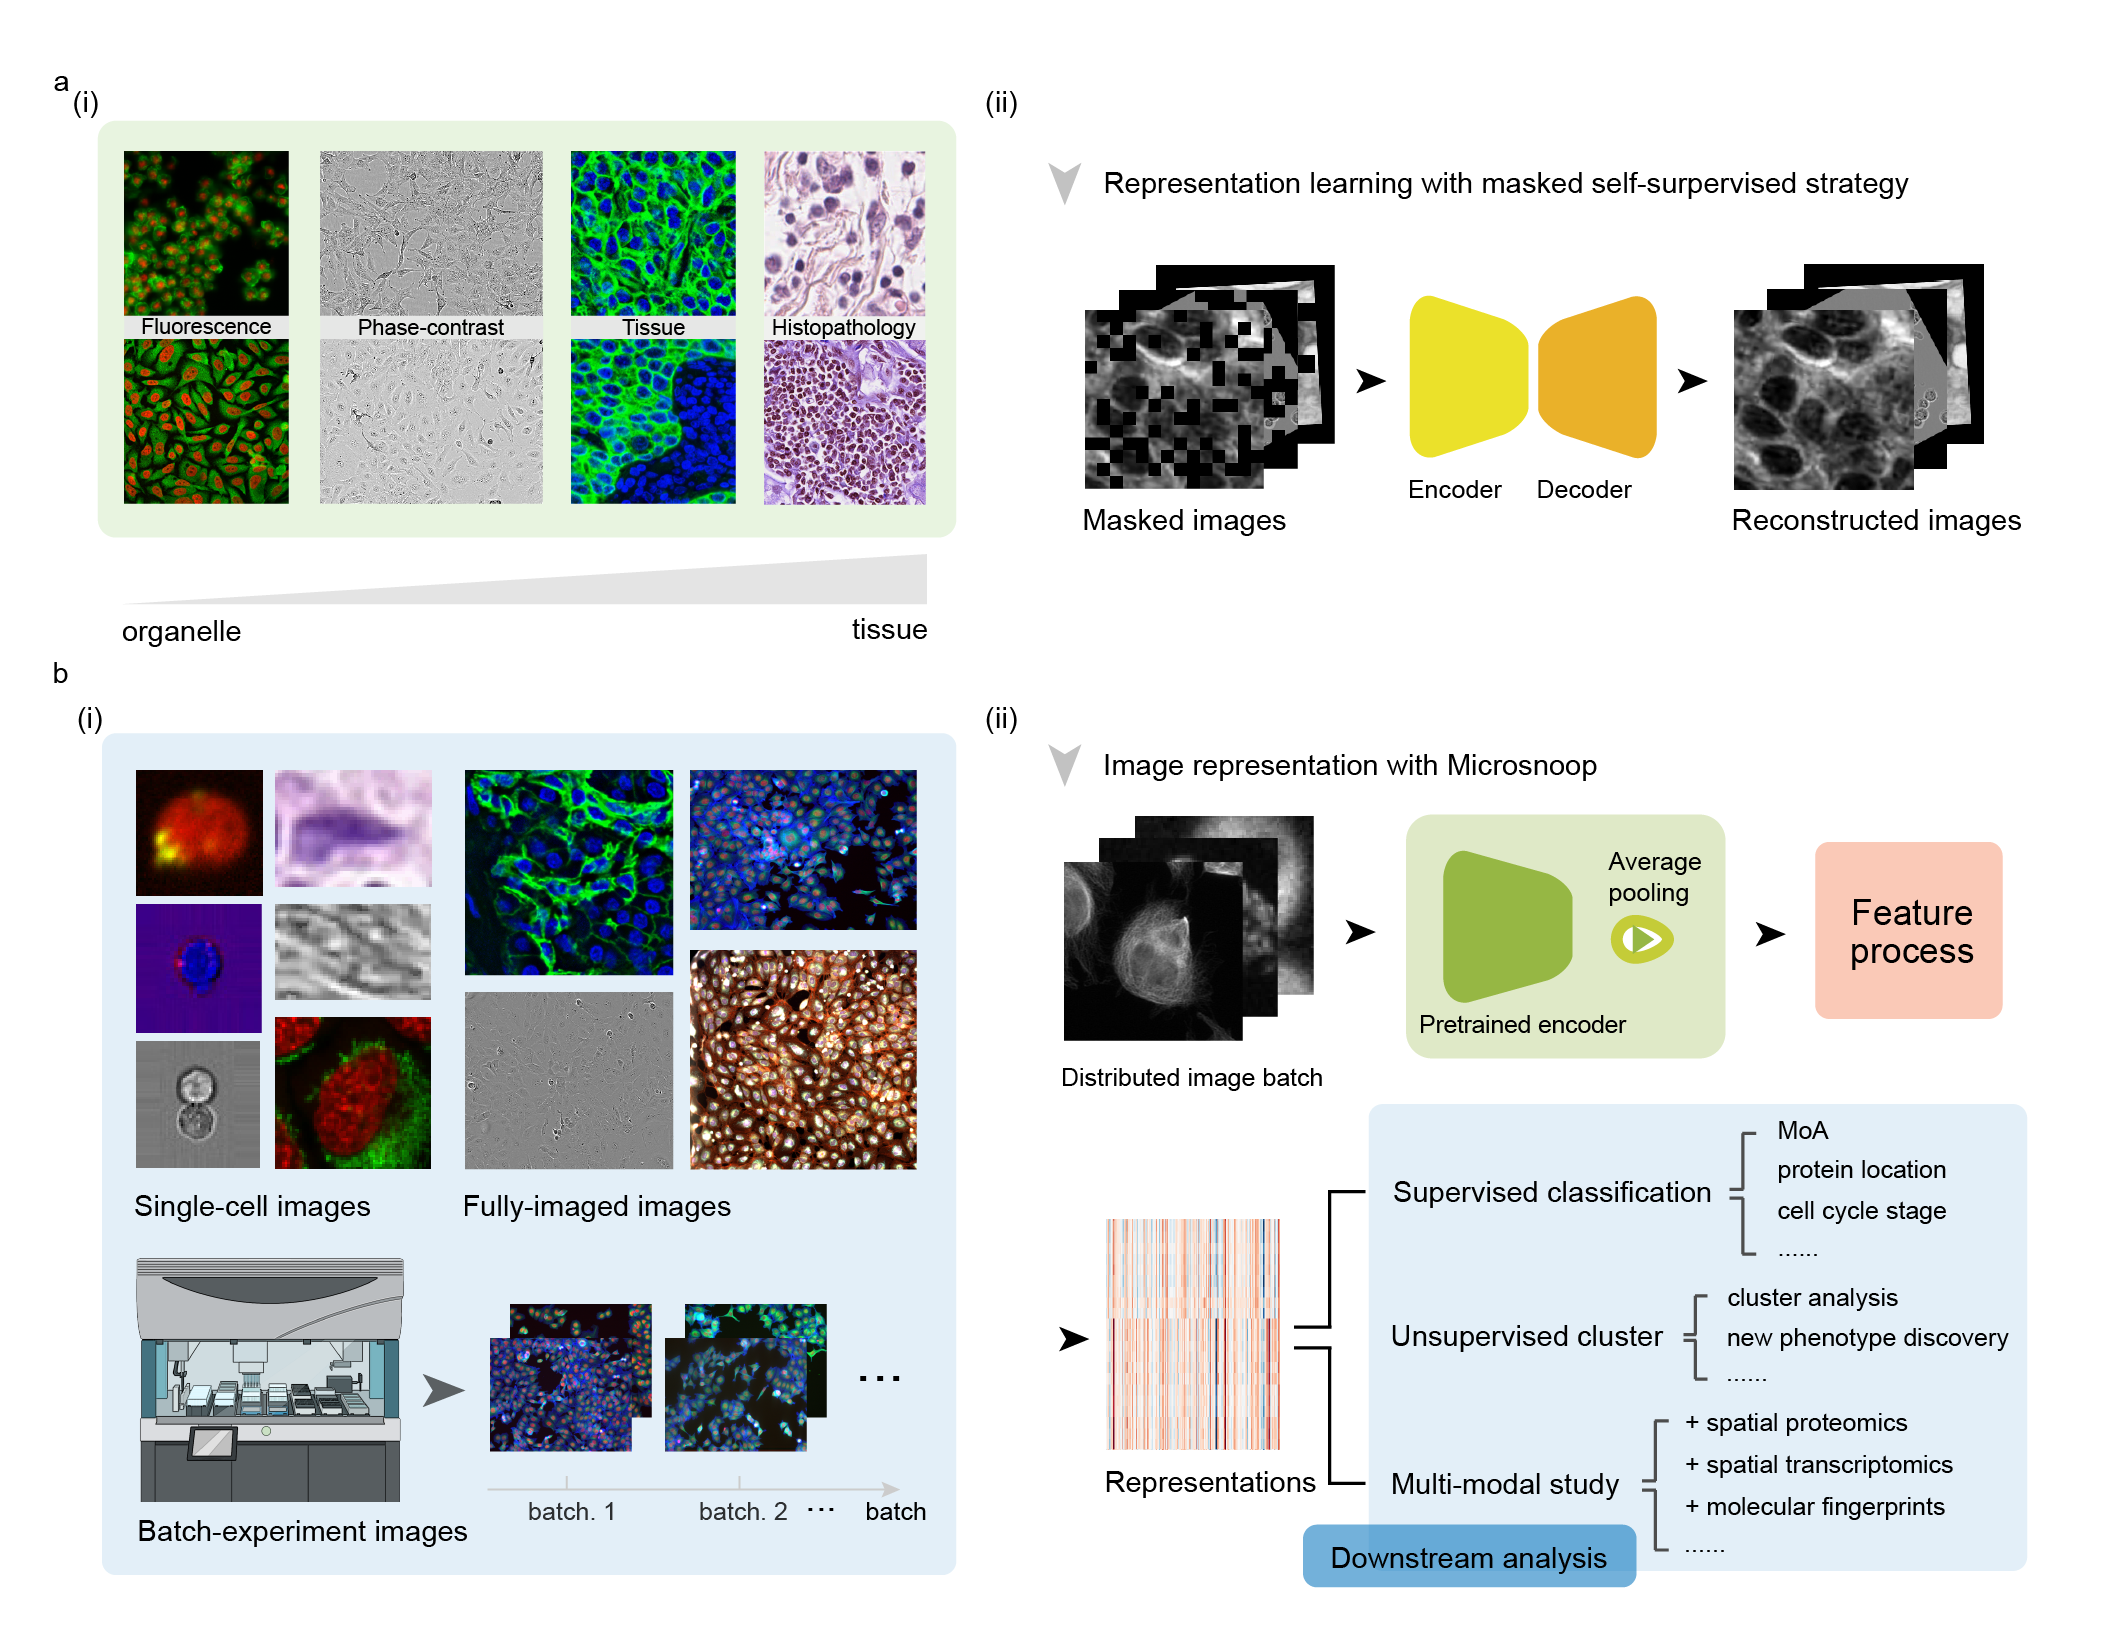 a
(i)
Fluorescence
Phase-contrast
Tissue
Histopathology
organelle
tissue
(ii)
Representation learning with masked self-surpervised strategy
Encoder
Decoder
Masked images
Reconstructed images
b
(i)
Single-cell images
Fully-imaged images
Batch-experiment images
batch. 1
batch. 2
...
batch
...
(ii)
Image representation with Microsnoop
Average
pooling
Pretrained encoder
Feature
process
Distributed image batch
Representations
Supervised classification
MoA
protein location
cell cycle stage
......
Unsupervised cluster
cluster analysis
new phenotype discovery
......
Multi-modal study
+ spatial proteomics
+ spatial transcriptomics
+ molecular fingerprints
......
Downstream analysis